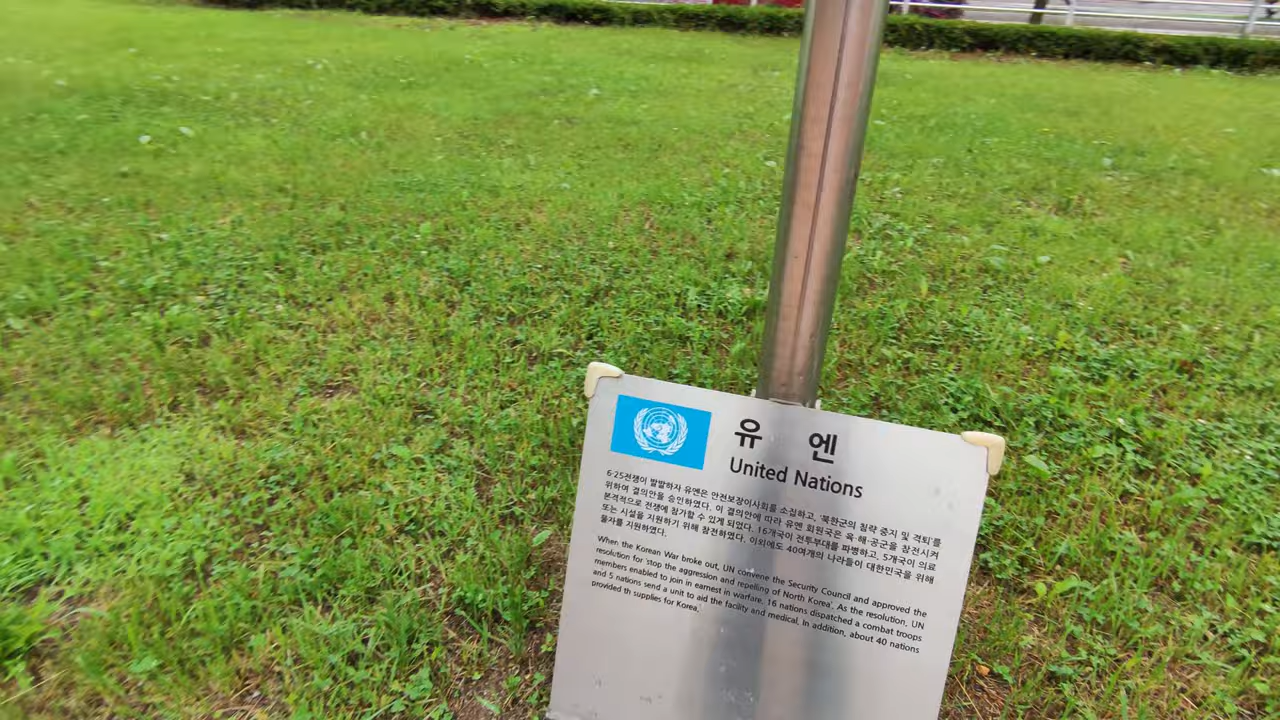 유 엔
United Nations
6·25전쟁이 발발하자 유엔은 안전보장이사회를 소집하고, '북한군의 침략 중지 및 격퇴'를
위하여 결의안을 승인하였다. 이 결의안에 따라 유엔 회원국은 육·해·공군을 참전시켜
본격적으로 전쟁에 참가할 수 있게 되었다. 16개국이 전투부대를 파병하고, 5개국이 의료
또는 시설을 지원하기 위해 참전하였다. 이외에도 40여개의 나라들이 대한민국을 위해
물자를 지원하였다.
When the Korean War broke out, UN convene the Security Council and approved the
resolution for 'stop the aggression and repelling of North Korea'. As the resolution, UN
members enabled to join in earnest in warfare. 16 nations dispatched a combat troops
and 5 nations send a unit to aid the facility and medical. In addition, about 40 nations
provided th supplies for Korea.